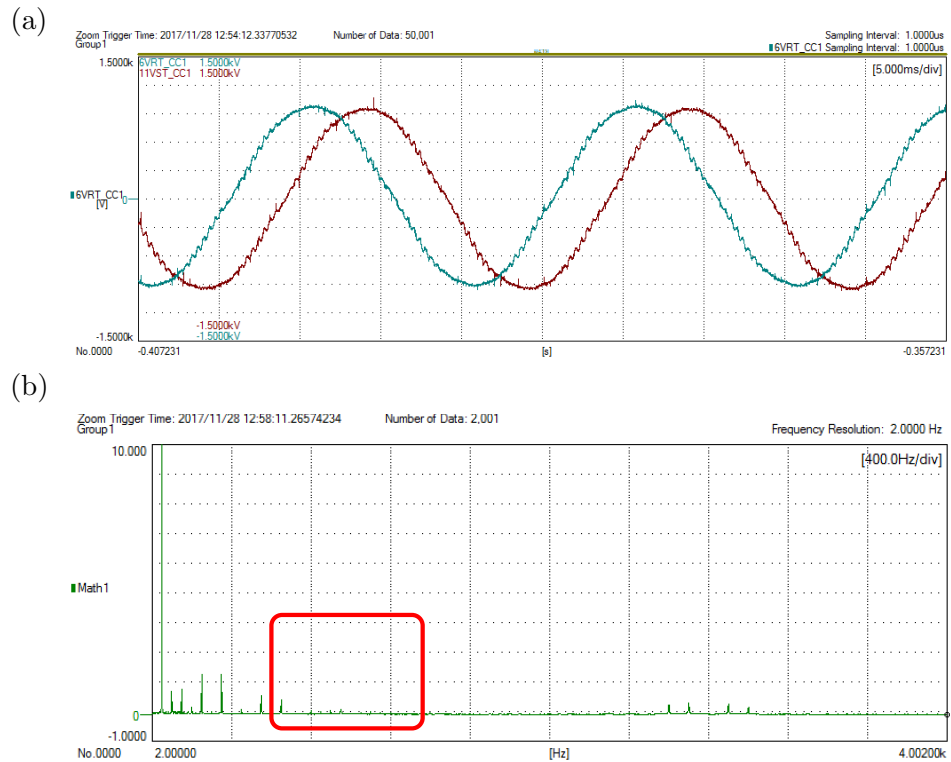 (a)
Zoom Trigger Time: 2017/11/28 12:54:12.33770532 Number of Data: 50,001 Sampling Interval: 1.0000us
Group1 6VRT_CC1 Sampling Interval: 1.0000us
1.5000k 6VRT_CC1 1.5000kV [5.000ms/div]
11VST_CC1 1.5000kV
6VRT_CC1 0
[V]
-1.5000kV
-1.5000k -1.5000kV
No.0000 -0.407231 [s] -0.357231
(b)
Zoom Trigger Time: 2017/11/28 12:58:11.26574234 Number of Data: 2,001
Group1 Frequency Resolution: 2.0000 Hz
10.000 [400.0Hz/div]
Math1
0
-1.0000
No.0000 2.00000 [Hz] 4.00200k